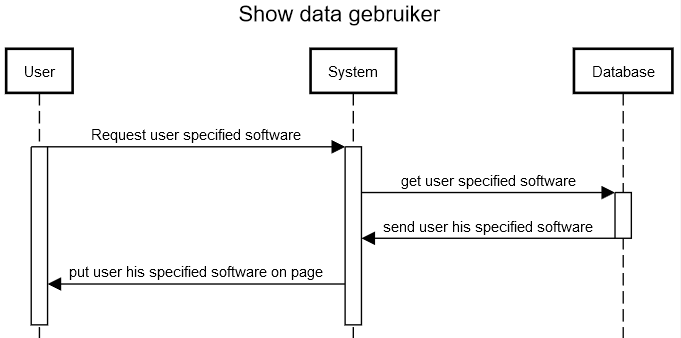 Show data gebruiker
User
System
Database
Request user specified software
get user specified software
send user his specified software
put user his specified software on page